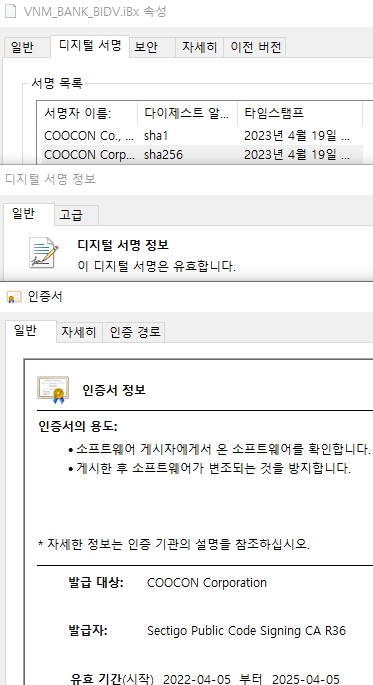 VNM_BANK_BIDV.iBx 속성
일반 디지털 서명 보안 자세히 이전 버전
서명 목록
서명자 이름: 다이제스트 알... 타임스탬프
COOCON Co., ... sha1 2023년 4월 19일 ...
COOCON Corp... sha256 2023년 4월 19일 ...
디지털 서명 정보
일반 고급
디지털 서명 정보
이 디지털 서명은 유효합니다.
인증서
일반 자세히 인증 경로
인증서 정보
인증서의 용도:
• 소프트웨어 게시자에게서 온 소프트웨어를 확인합니다.
• 게시한 후 소프트웨어가 변조되는 것을 방지합니다.
* 자세한 정보는 인증 기관의 설명을 참조하십시오.
발급 대상: COOCON Corporation
발급자: Sectigo Public Code Signing CA R36
유효 기간(시작) 2022-04-05 부터 2025-04-05